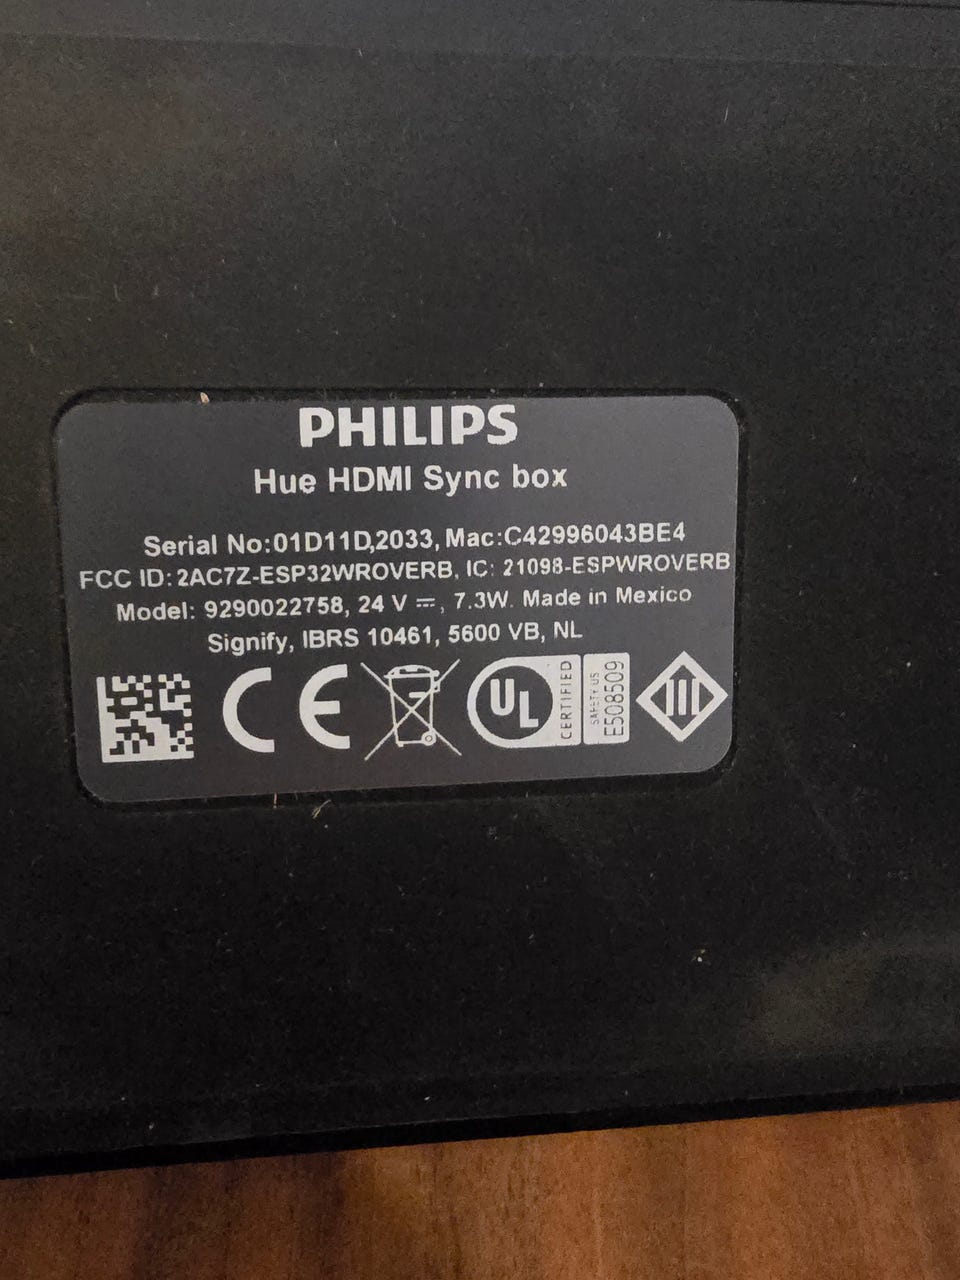 PHILIPS
Hue HDMI Sync box
Serial No:01D11D,2033, Mac:C42996043BE4
FCC ID: 2AC7Z-ESP32WROVERB, IC: 21098-ESPWROVERB
Model: 9290022758, 24 V ⎓, 7.3W. Made in Mexico
Signify, IBRS 10461, 5600 VB, NL
CE
UL
CERTIFIED
SAFETY US
E508509